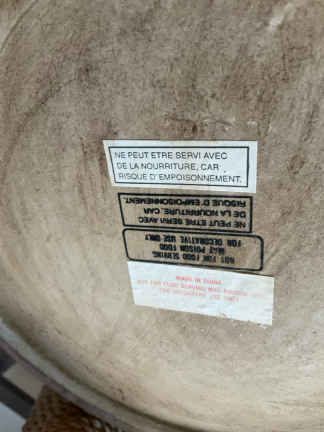 NE PEUT ETRE SERVI AVEC
DE LA NOURRITURE, CAR
RISQUE D'EMPOISONNEMENT.
NE PEUT ETRE SERVI AVEC
DE LA NOURRITURE, CAR
RISQUE D'EMPOISONNEMENT.
NOT FOR FOOD SERVING
MAY POISON FOOD
FOR DECORATIVE USE ONLY
MADE IN CHINA